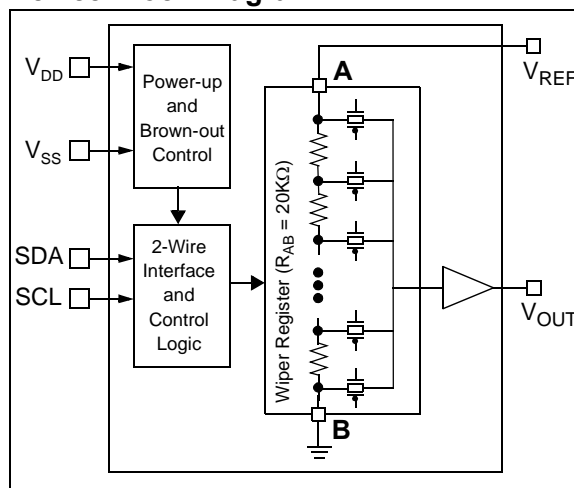 V_DD
V_SS
SDA
SCL
Power-up
and
Brown-out
Control
2-Wire
Interface
and
Control
Logic
Wiper Register (R_AB = 20KΩ)
A
B
V_REF
V_OUT